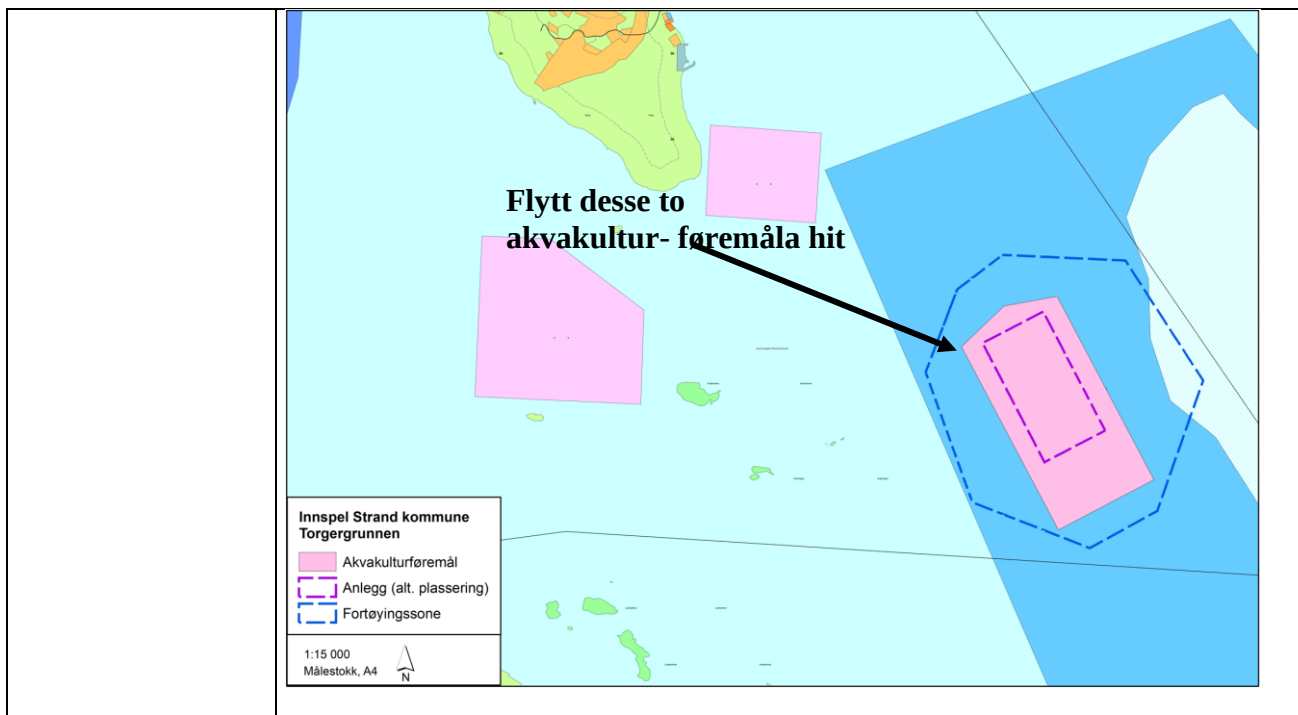 Flytt desse to
akvakultur- føremåla hit
Innspel Strand kommune
Torgergrunnen
Akvakulturføremål
Anlegg (alt. plassering)
Fortøyingssone
1:15 000
Målestokk, A4
N